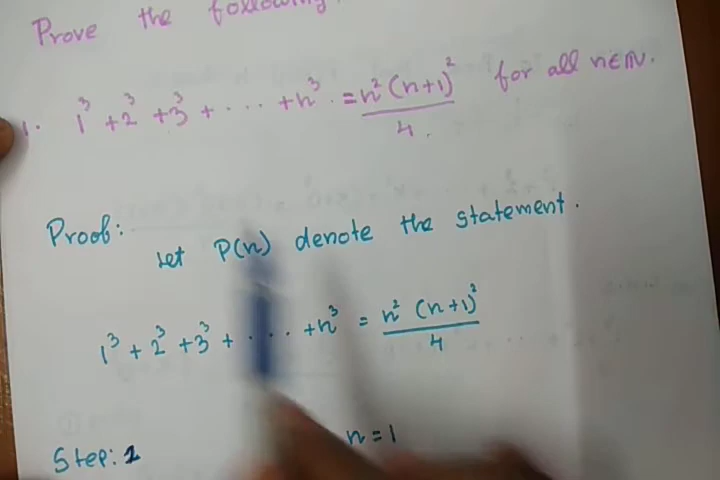 Prove the following
1. 1³ + 2³ + 3³ + ···· + n³ = n²(n+1)²/4 for all n∈N.
Proof:
Let P(n) denote the statement.
1³ + 2³ + 3³ + ···· + n³ = n² (n+1)²/4
Step: 1 n = 1